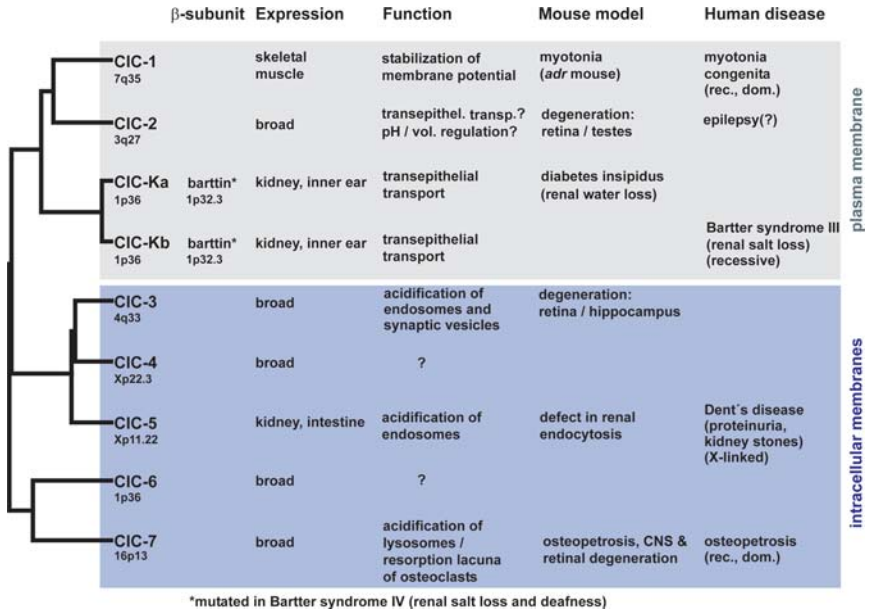 β-subunit Expression Function Mouse model Human disease
ClC-1 skeletal stabilization of myotonia myotonia
7q35 muscle membrane potential (adr mouse) congenita
(rec., dom.)
ClC-2 broad transepithel. transp.? degeneration: epilepsy(?)
3q27 pH / vol. regulation? retina / testes
ClC-Ka barttin* kidney, inner ear transepithelial diabetes insipidus
1p36 1p32.3 transport (renal water loss)
ClC-Kb barttin* kidney, inner ear transepithelial Bartter syndrome III
1p36 1p32.3 transport (renal salt loss)
(recessive)
plasma membrane
ClC-3 broad acidification of degeneration:
4q33 endosomes and retina / hippocampus
synaptic vesicles
ClC-4 broad ?
Xp22.3
ClC-5 kidney, intestine acidification of defect in renal Dent´s disease
Xp11.22 endosomes endocytosis (proteinuria,
kidney stones)
(X-linked)
ClC-6 broad ?
1p36
ClC-7 broad acidification of osteopetrosis, CNS & osteopetrosis
16p13 lysosomes / retinal degeneration (rec., dom.)
resorption lacuna
of osteoclasts
intracellular membranes
*mutated in Bartter syndrome IV (renal salt loss and deafness)